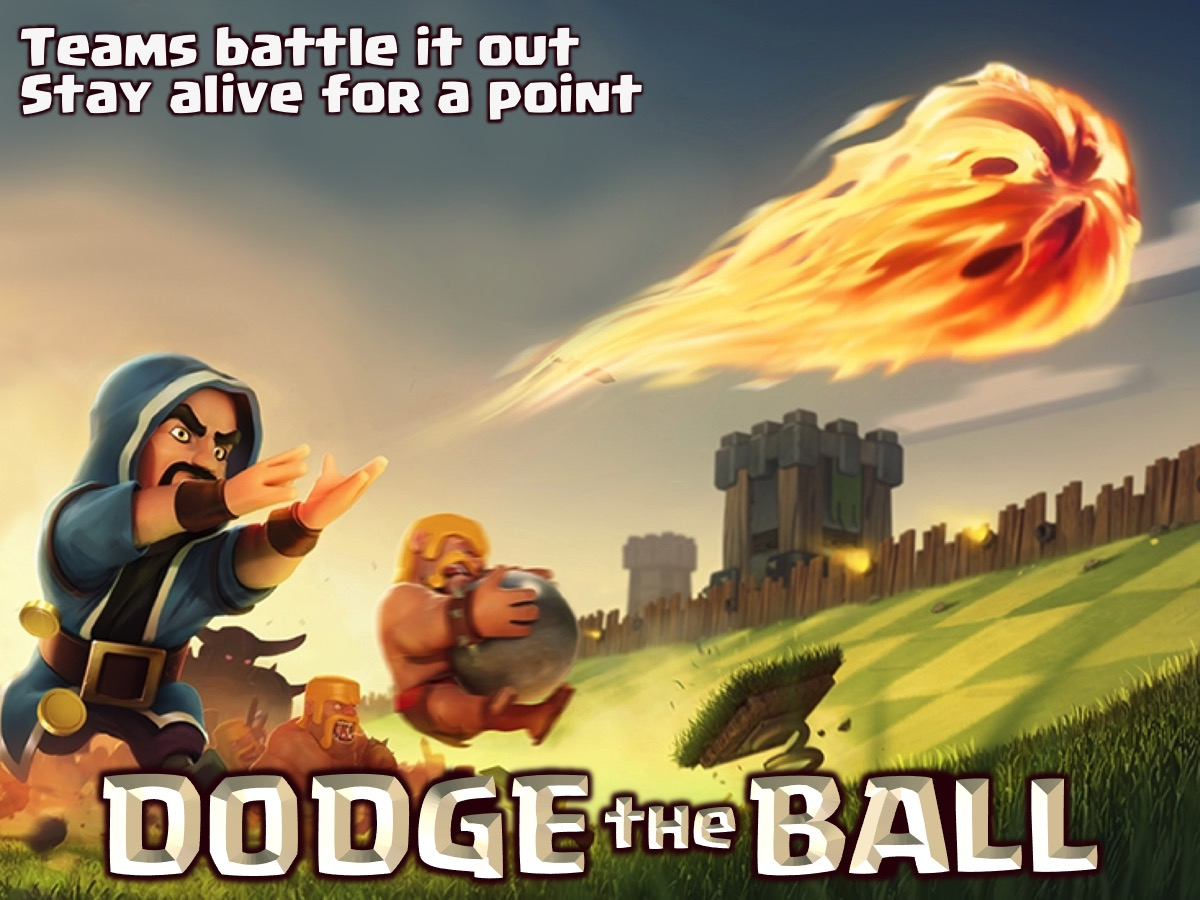 Teams battle it out
Stay alive for a point
DODGE the BALL